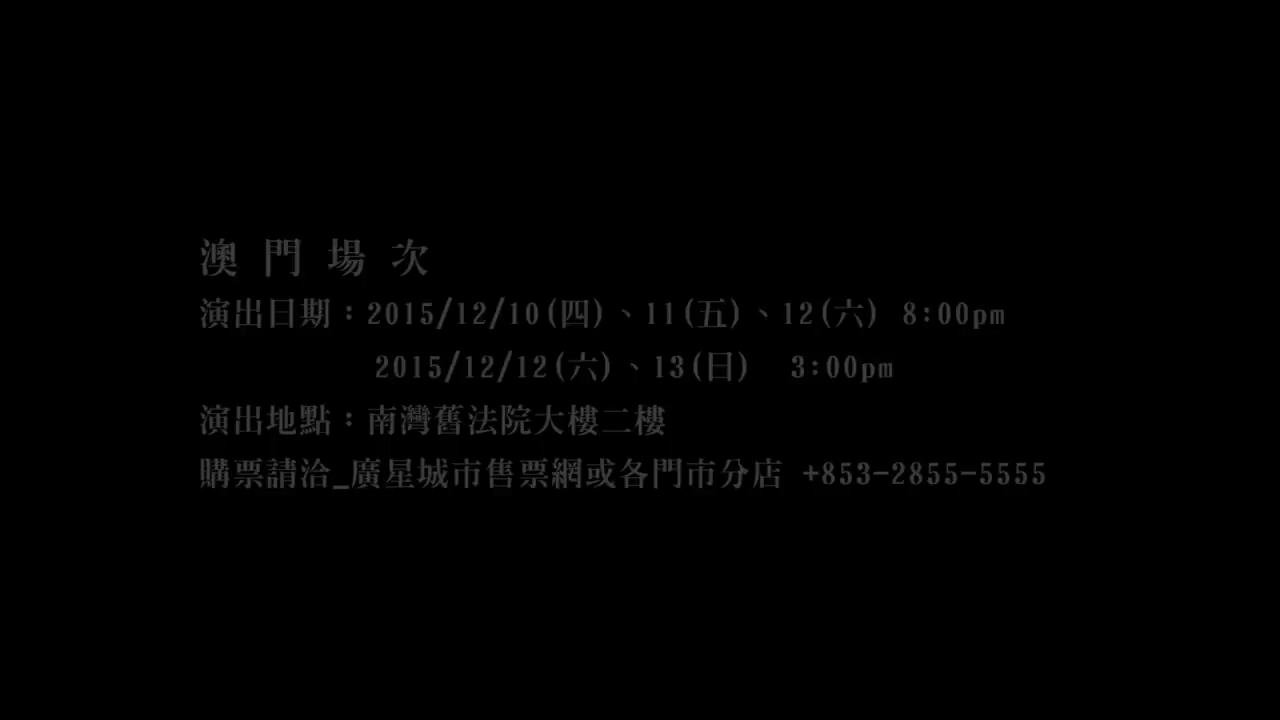 澳門場次
演出日期：2015/12/10(四)、11(五)、12(六) 8:00pm
2015/12/12(六)、13(日) 3:00pm
演出地點：南灣舊法院大樓二樓
購票請洽_廣星城市售票網或各門市分店 +853-2855-5555